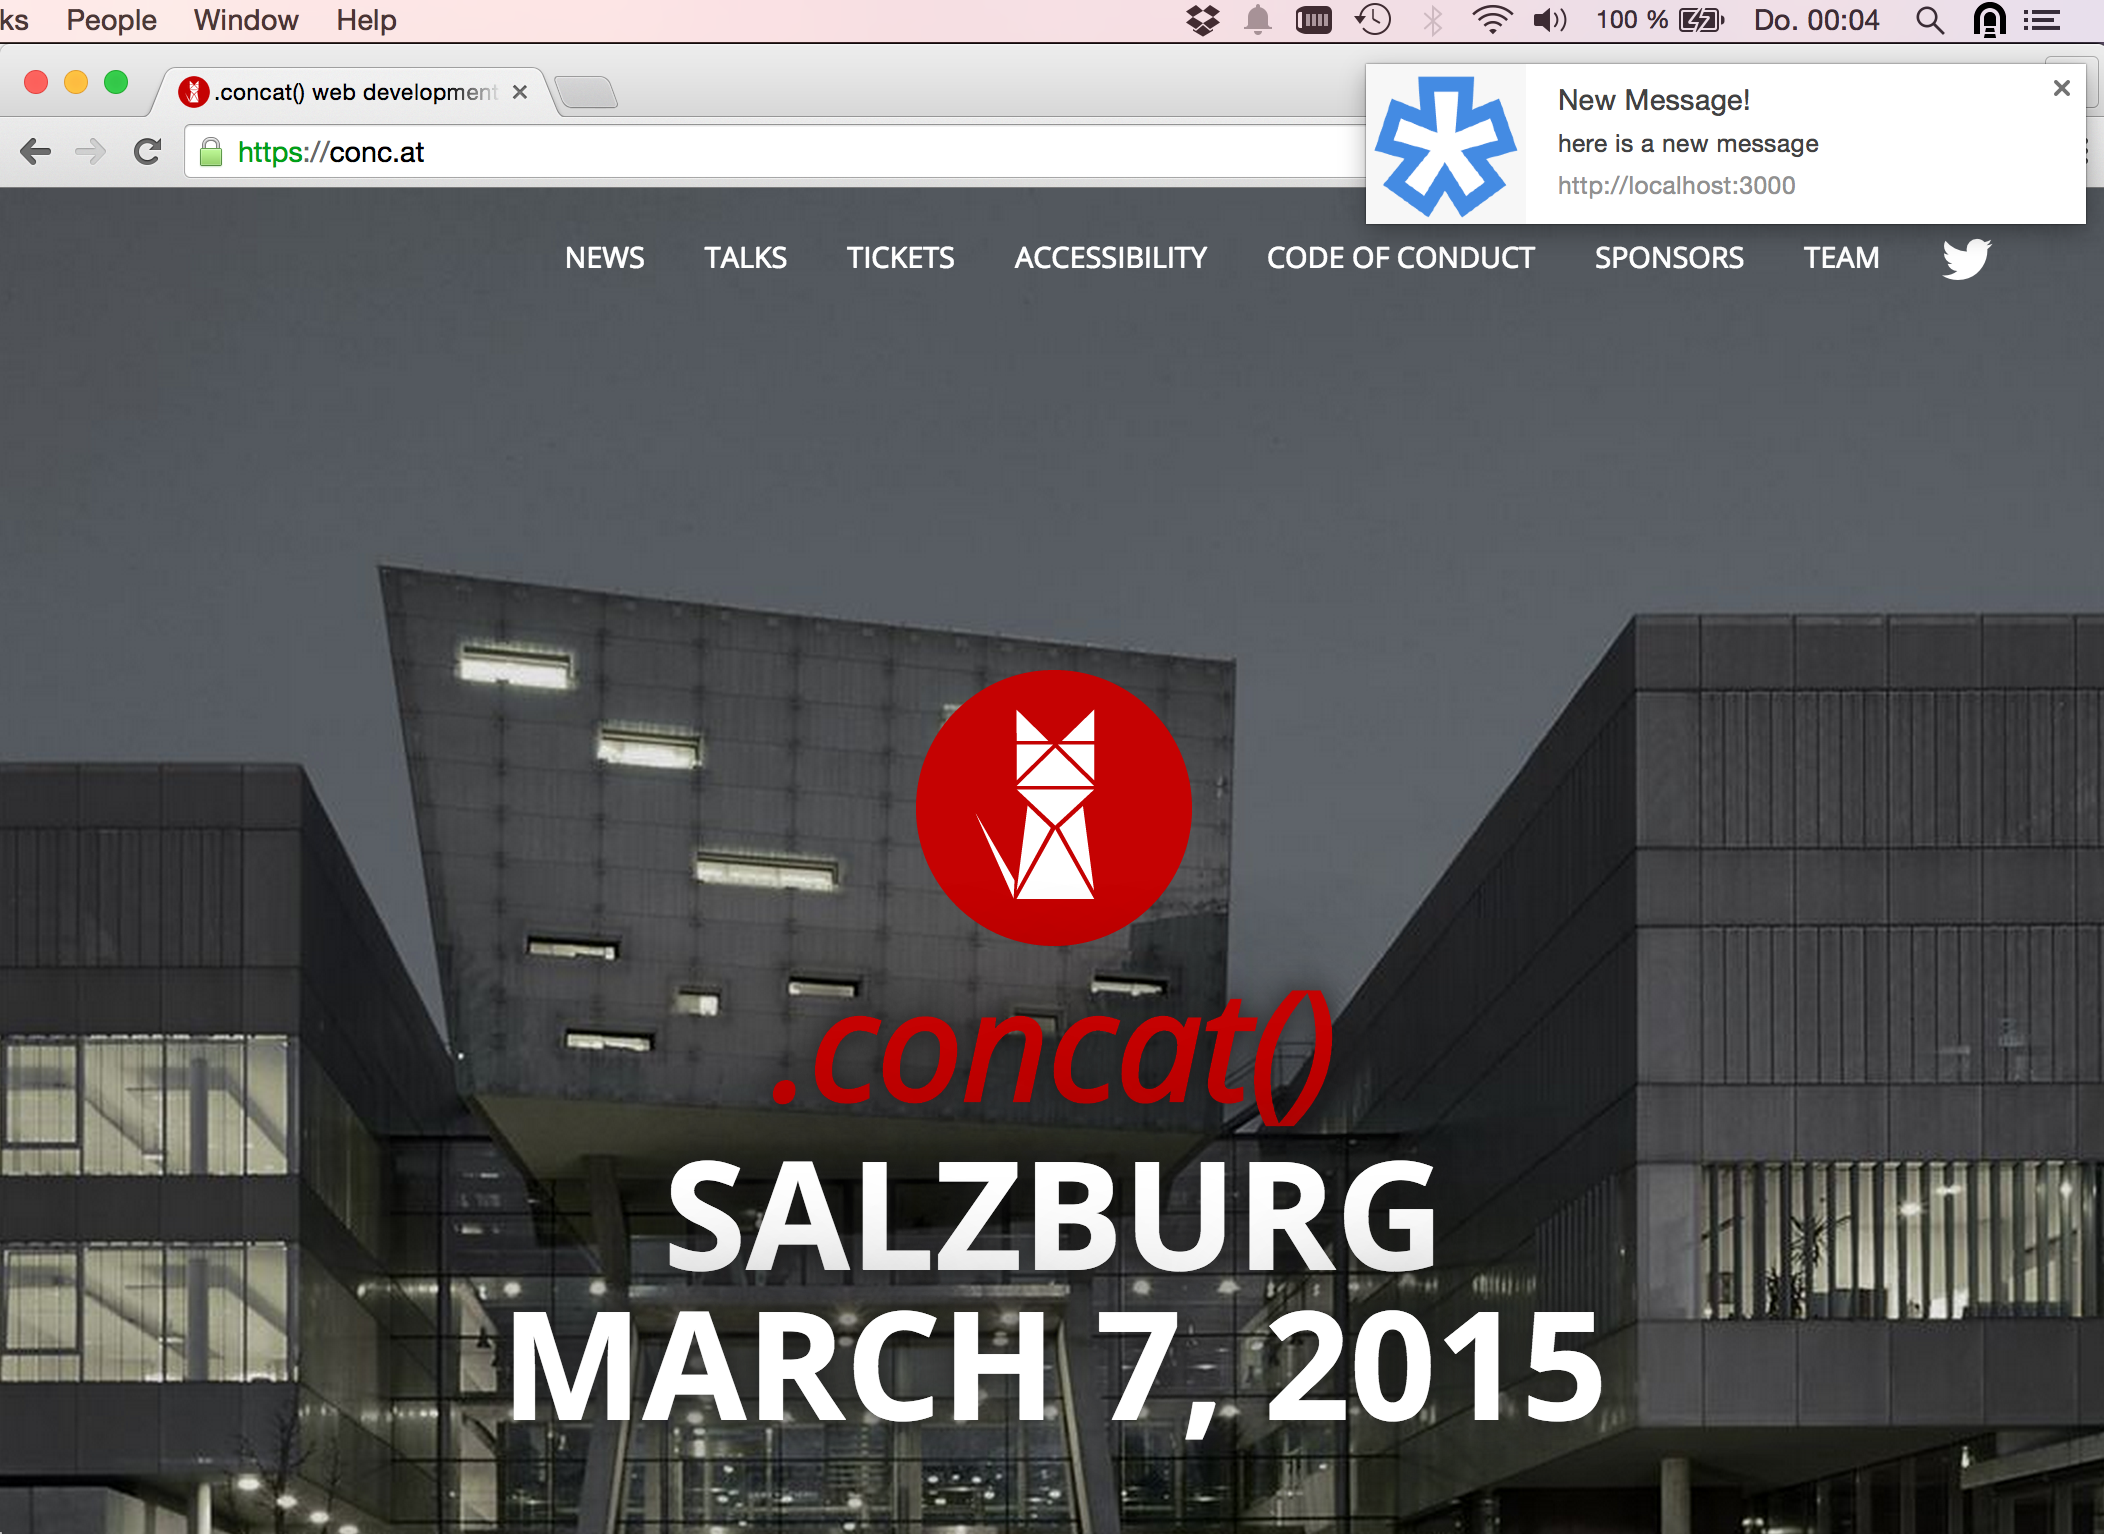 ks People Window Help 100 % Do. 00:04
.concat() web development
https://conc.at
New Message!
here is a new message
http://localhost:3000
NEWS TALKS TICKETS ACCESSIBILITY CODE OF CONDUCT SPONSORS TEAM
.concat()
SALZBURG
MARCH 7, 2015